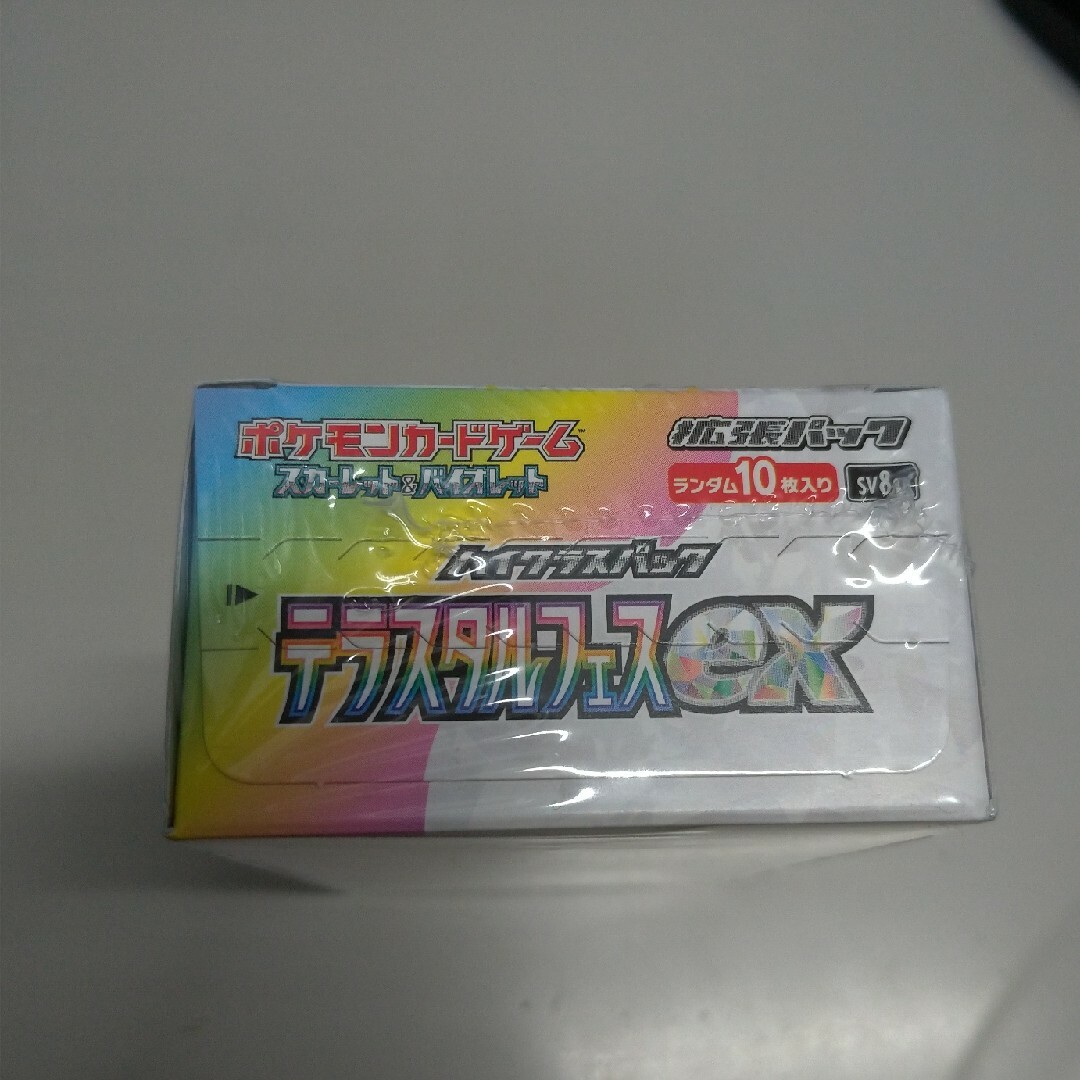 ポケモンカードゲーム™
スカーレット&バイオレット
拡張パック
ランダム10枚入り
ハイクラスパック
テラスタルフェスex